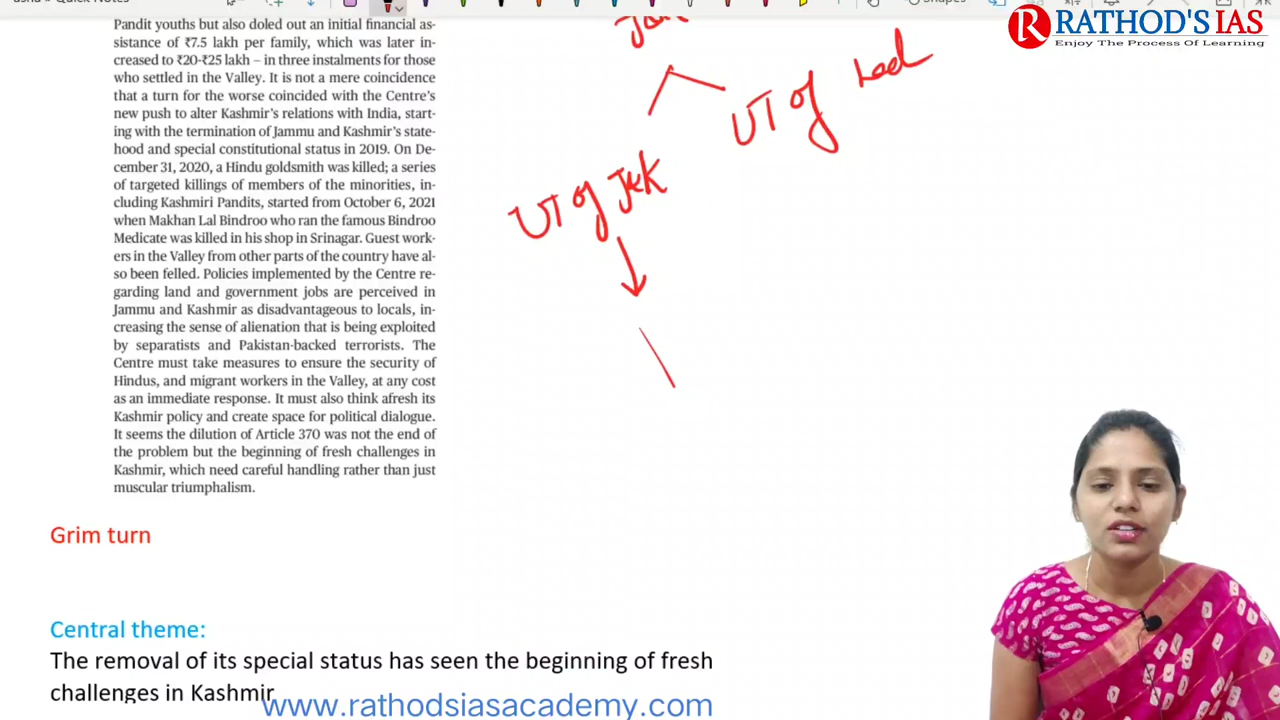 Shapes
RATHOD'S IAS
Enjoy The Process Of Learning
Pandit youths but also doled out an initial financial as-
sistance of ₹7.5 lakh per family, which was later in-
creased to ₹20-₹25 lakh – in three instalments for those
who settled in the Valley. It is not a mere coincidence
that a turn for the worse coincided with the Centre's
new push to alter Kashmir's relations with India, start-
ing with the termination of Jammu and Kashmir's state-
hood and special constitutional status in 2019. On De-
cember 31, 2020, a Hindu goldsmith was killed; a series
of targeted killings of members of the minorities, in-
cluding Kashmiri Pandits, started from October 6, 2021
when Makhan Lal Bindroo who ran the famous Bindroo
Medicate was killed in his shop in Srinagar. Guest work-
ers in the Valley from other parts of the country have al-
so been felled. Policies implemented by the Centre re-
garding land and government jobs are perceived in
Jammu and Kashmir as disadvantageous to locals, in-
creasing the sense of alienation that is being exploited
by separatists and Pakistan-backed terrorists. The
Centre must take measures to ensure the security of
Hindus, and migrant workers in the Valley, at any cost
as an immediate response. It must also think afresh its
Kashmir policy and create space for political dialogue.
It seems the dilution of Article 370 was not the end of
the problem but the beginning of fresh challenges in
Kashmir, which need careful handling rather than just
muscular triumphalism.
UT of Lad
UT of J&K
Grim turn
Central theme:
The removal of its special status has seen the beginning of fresh
challenges in Kashmir
www.rathodsiasacademy.com